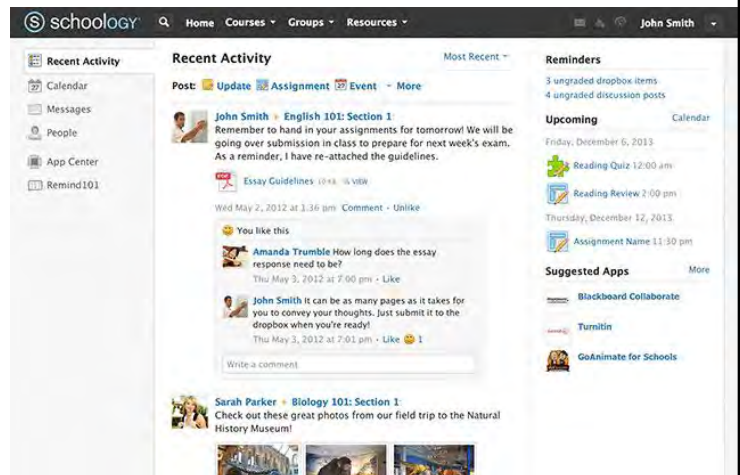 S schoology
Home Courses Groups Resources
John Smith
Recent Activity
Calendar
Messages
People
App Center
Remind101
Recent Activity
Most Recent
Post: Update Assignment Event More
John Smith English 101: Section 1
Remember to hand in your assignments for tomorrow! We will be
going over submission in class to prepare for next week's exam.
As a reminder, I have re-attached the guidelines.
PDF
Essay Guidelines VIEW
Wed May 2, 2012 at 1:36 pm Comment · Unlike
You like this
Amanda Trumble How long does the essay
response need to be?
Thu May 3, 2012 at 7:00 pm · Like
John Smith It can be as many pages as it takes for
you to convey your thoughts. Just submit it to the
dropbox when you're ready!
Thu May 3, 2012 at 7:01 pm · Like 1
Write a comment
Sarah Parker Biology 101: Section 1
Check out these great photos from our field trip to the Natural
History Museum!
Reminders
3 ungraded dropbox items
4 ungraded discussion posts
Upcoming Calendar
Friday, December 6, 2013
Reading Quiz 12:00 am
Reading Review 2:00 pm
Thursday, December 12, 2013
Assignment Name 11:30 pm
Suggested Apps More
Blackboard Collaborate
Turnitin
GoAnimate for Schools